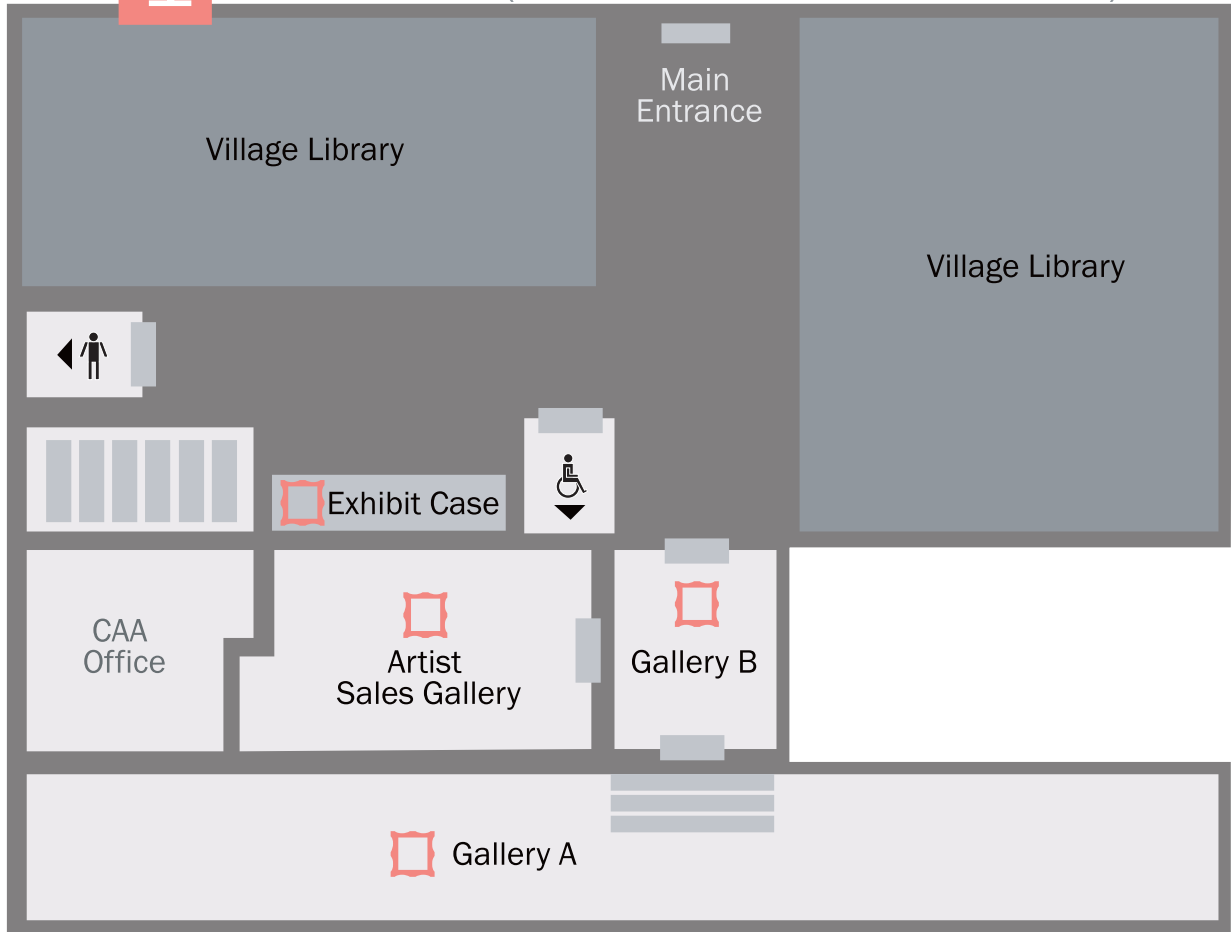 Main
Entrance
Village Library
Village Library
Exhibit Case
CAA
Office
Artist
Sales Gallery
Gallery B
Gallery A